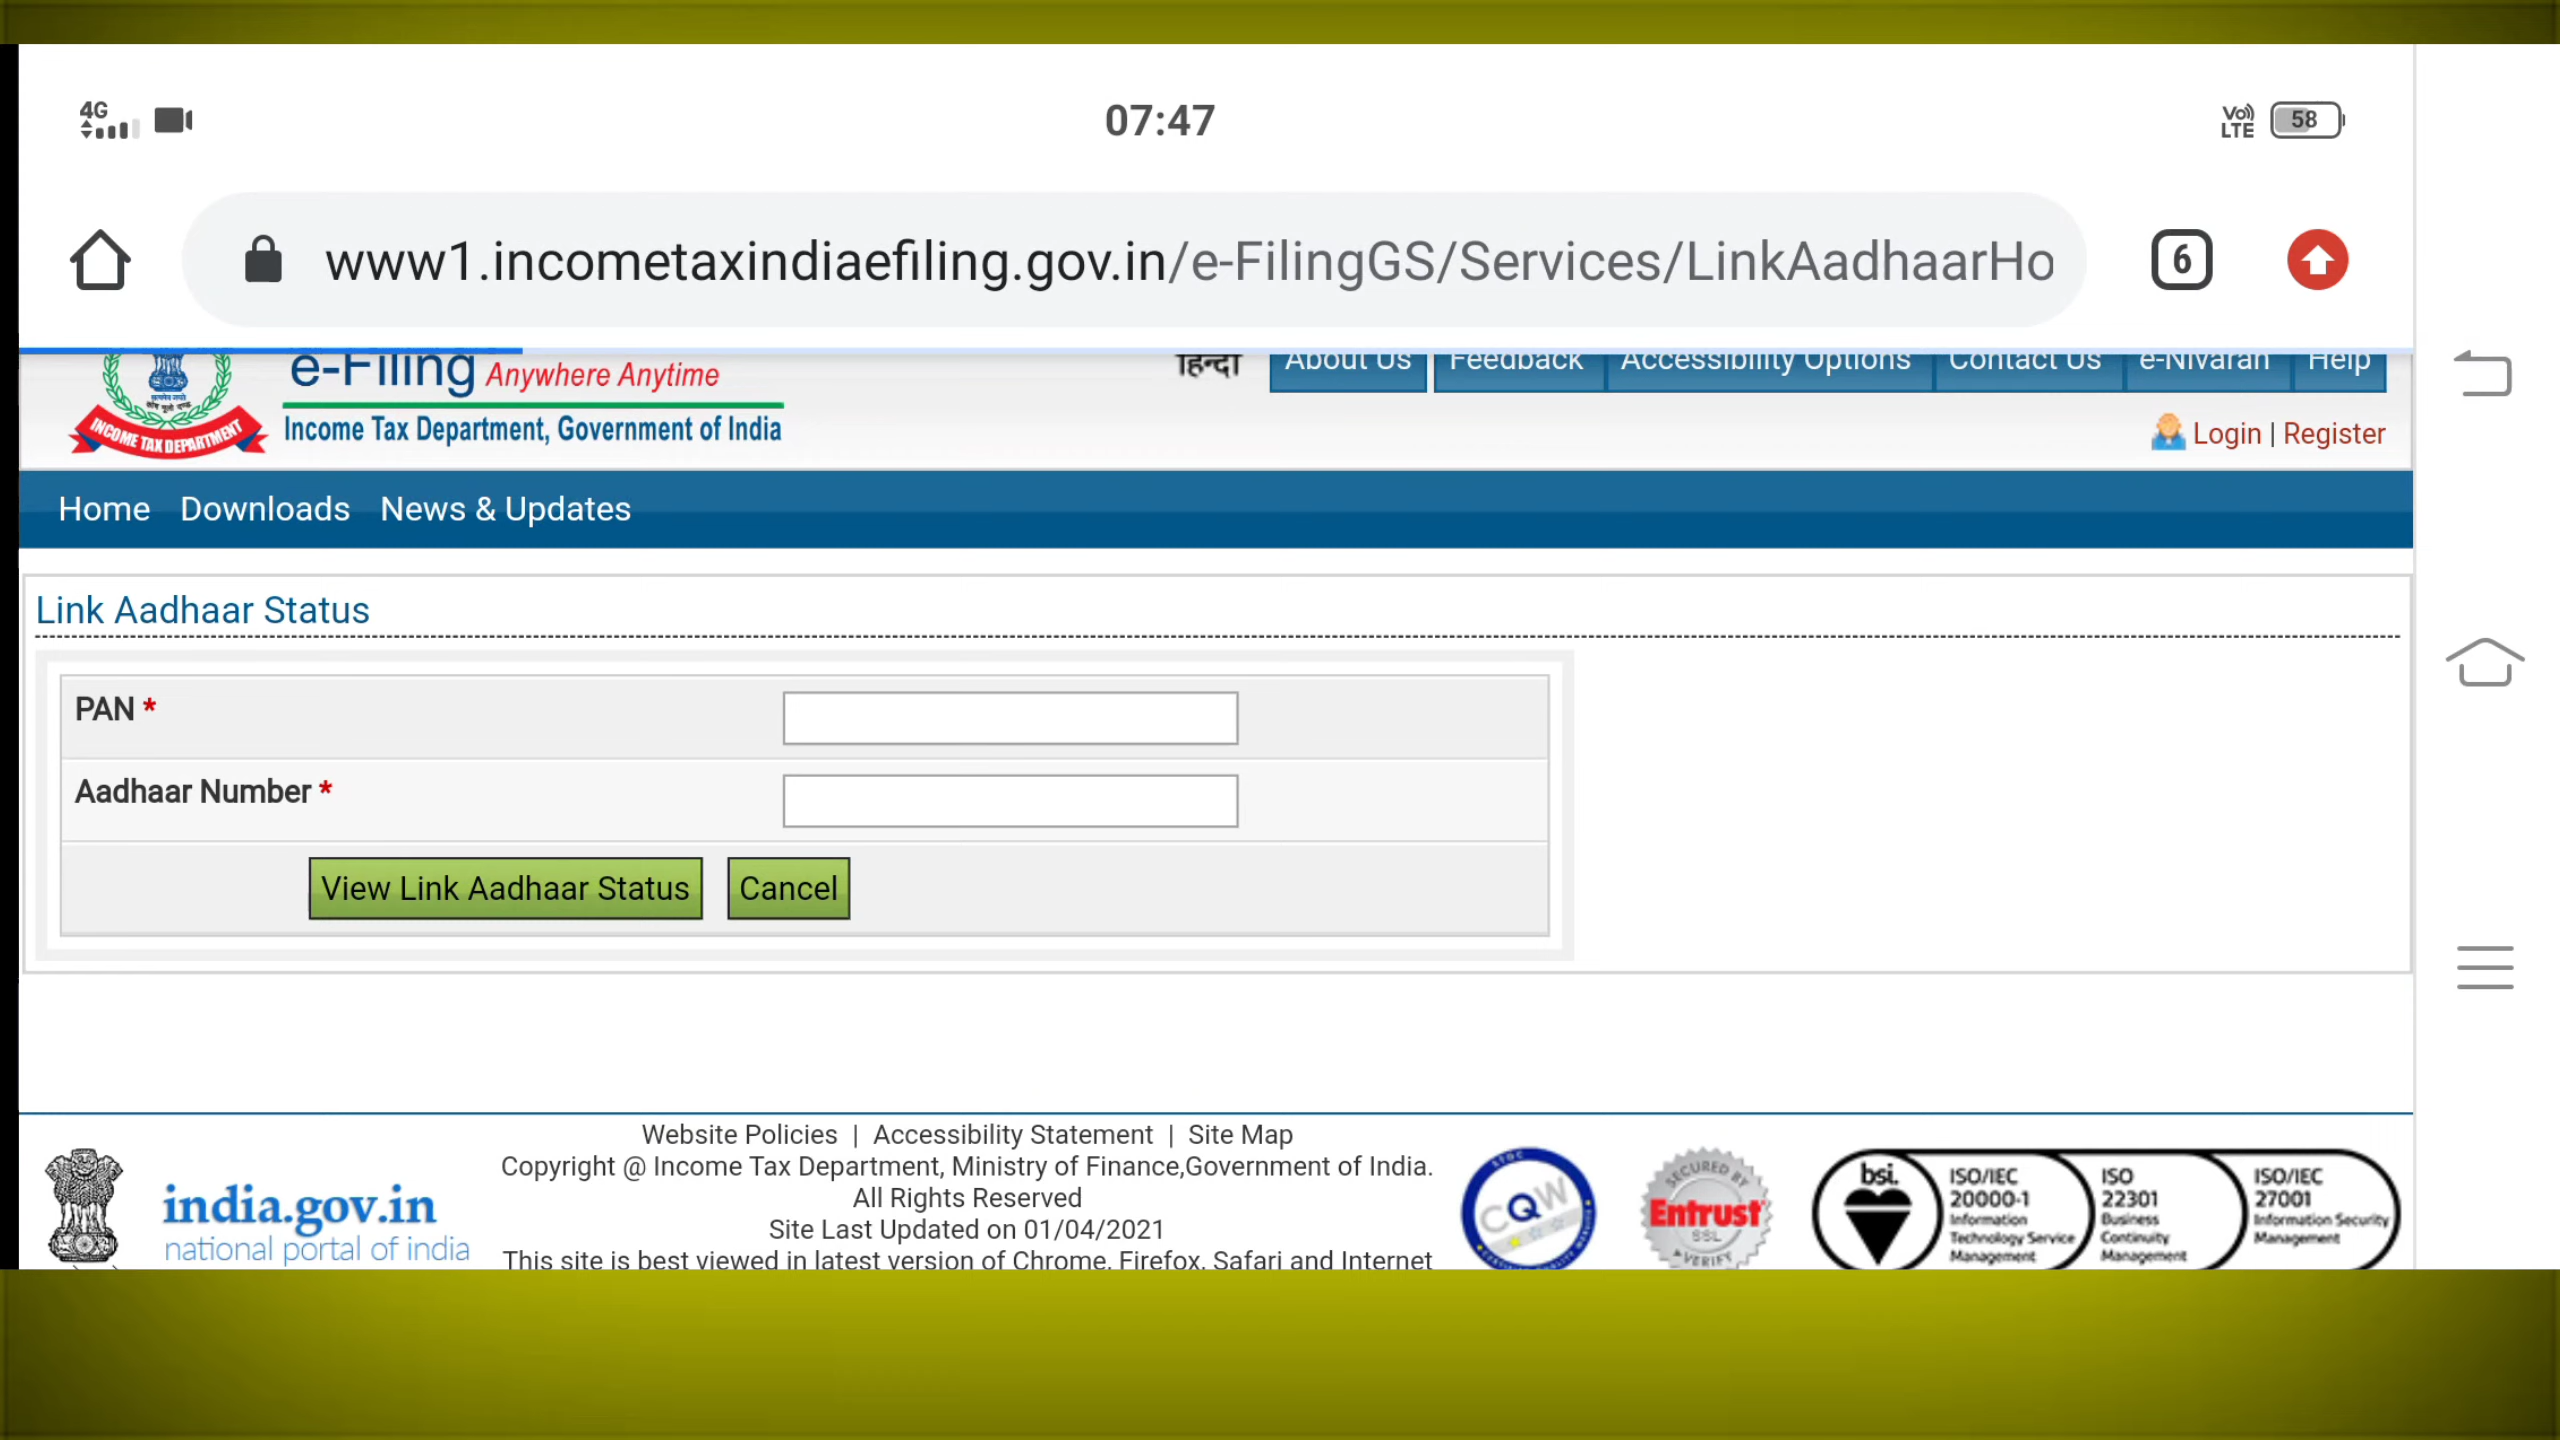 4G
07:47
Vo))
LTE
58
www1.incometaxindiaefiling.gov.in/e-FilingGS/Services/LinkAadhaarHo
6
e-Filing Anywhere Anytime
Income Tax Department, Government of India
INCOME TAX DEPARTMENT
हिन्दी
About Us
Feedback
Accessibility Options
Contact Us
e-Nivaran
Help
Login | Register
Home
Downloads
News & Updates
Link Aadhaar Status
PAN *
Aadhaar Number *
View Link Aadhaar Status
Cancel
india.gov.in
national portal of india
Website Policies | Accessibility Statement | Site Map
Copyright @ Income Tax Department, Ministry of Finance,Government of India.
All Rights Reserved
Site Last Updated on 01/04/2021
This site is best viewed in latest version of Chrome, Firefox, Safari and Internet
CQW
SECURED BY
Entrust
SSL
VERIFY
bsi.
ISO/IEC
20000-1
Information
Technology Service
Management
ISO
22301
Business
Continuity
Management
ISO/IEC
27001
Information Security
Management